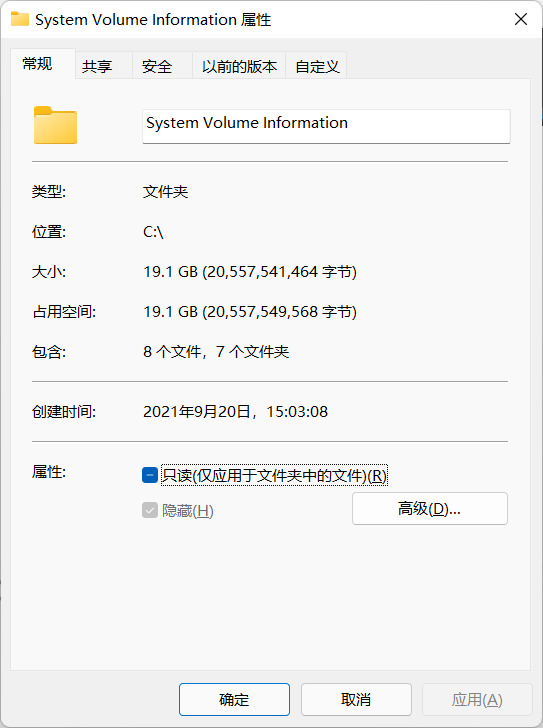 System Volume Information 属性
常规 共享 安全 以前的版本 自定义
System Volume Information
类型: 文件夹
位置: C:\
大小: 19.1 GB (20,557,541,464 字节)
占用空间: 19.1 GB (20,557,549,568 字节)
包含: 8 个文件，7 个文件夹
创建时间: 2021年9月20日，15:03:08
属性: 只读(仅应用于文件夹中的文件)(R)
隐藏(H) 高级(D)...
确定 取消 应用(A)